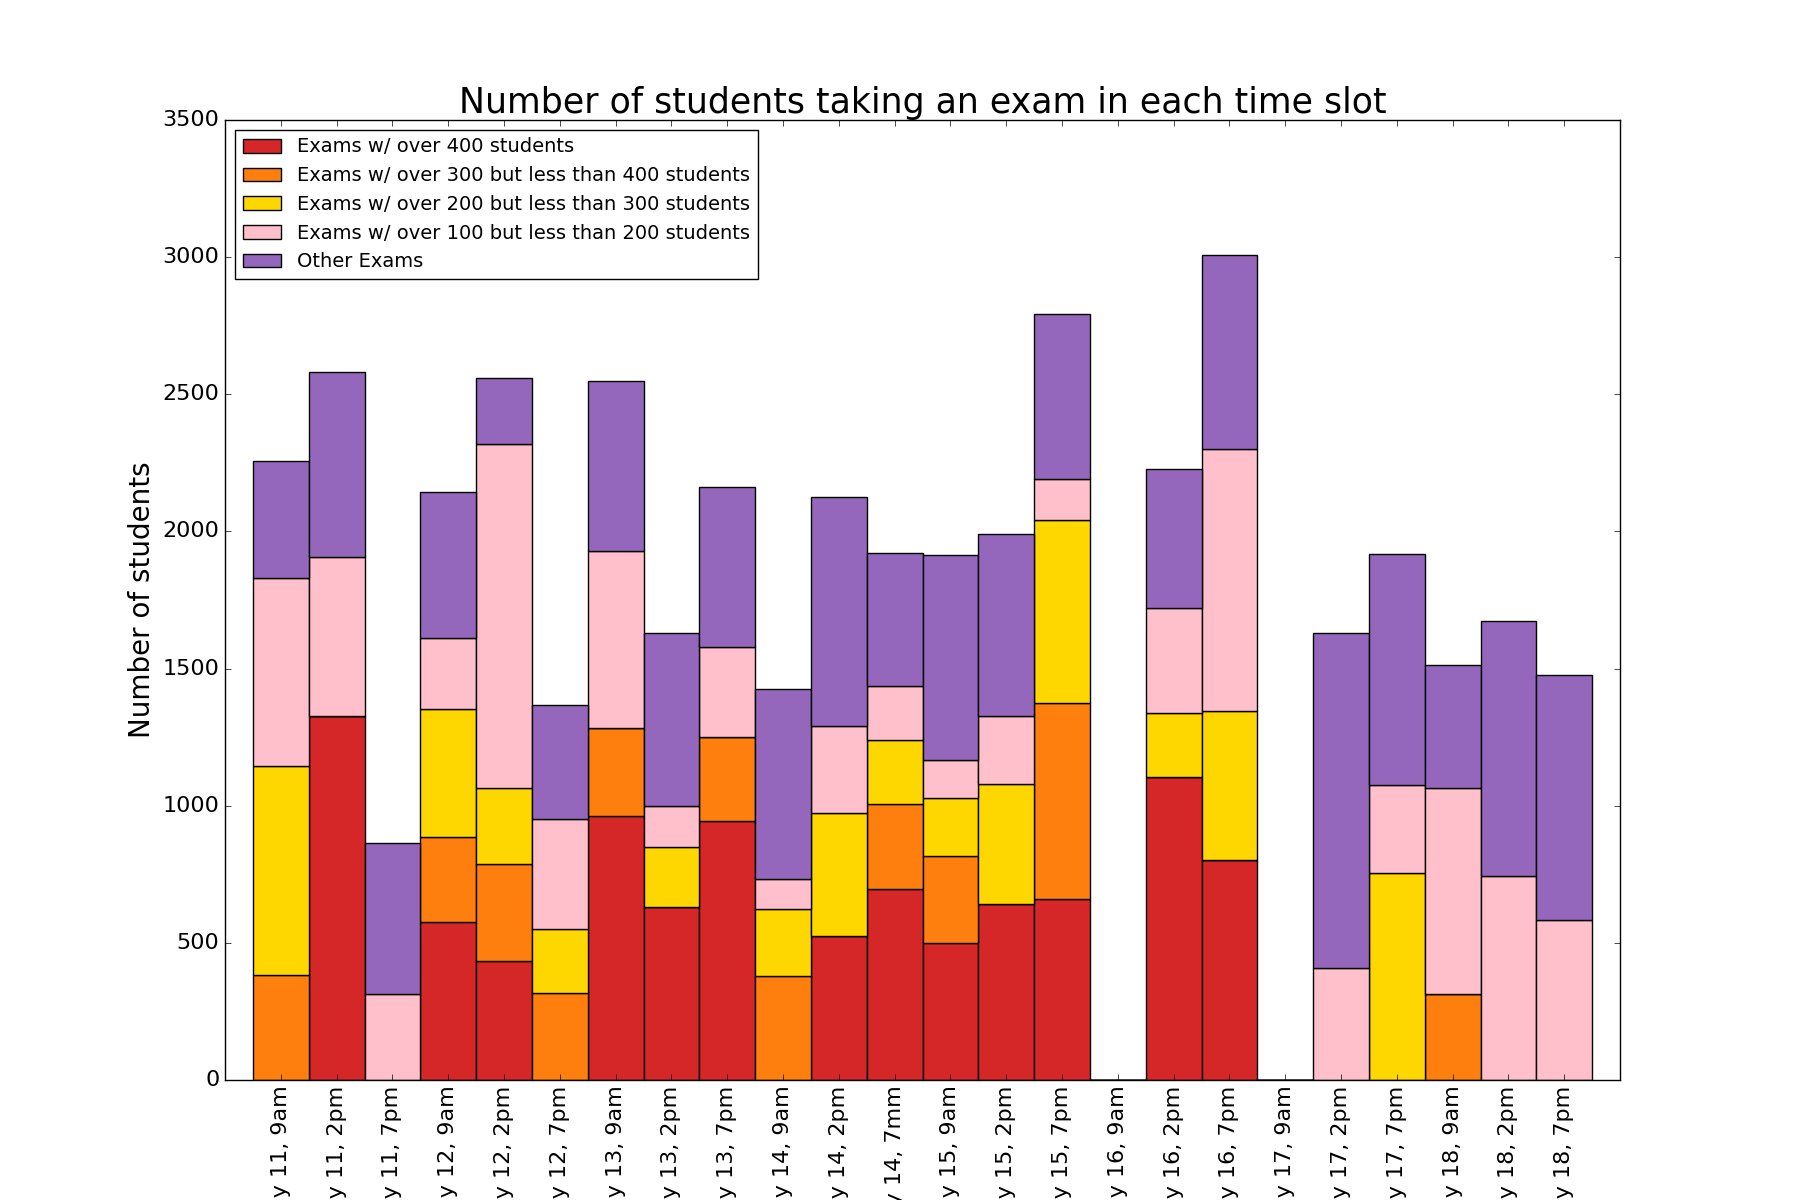 Number of students taking an exam in each time slot
Exams w/ over 400 students
Exams w/ over 300 but less than 400 students
Exams w/ over 200 but less than 300 students
Exams w/ over 100 but less than 200 students
Other Exams
3500
3000
2500
2000
1500
1000
500
0
Number of students
y 11, 9am
y 11, 2pm
y 11, 7pm
y 12, 9am
y 12, 2pm
y 12, 7pm
y 13, 9am
y 13, 2pm
y 13, 7pm
y 14, 9am
y 14, 2pm
y 14, 7mm
y 15, 9am
y 15, 2pm
y 15, 7pm
y 16, 9am
y 16, 2pm
y 16, 7pm
y 17, 9am
y 17, 2pm
y 17, 7pm
y 18, 9am
y 18, 2pm
y 18, 7pm